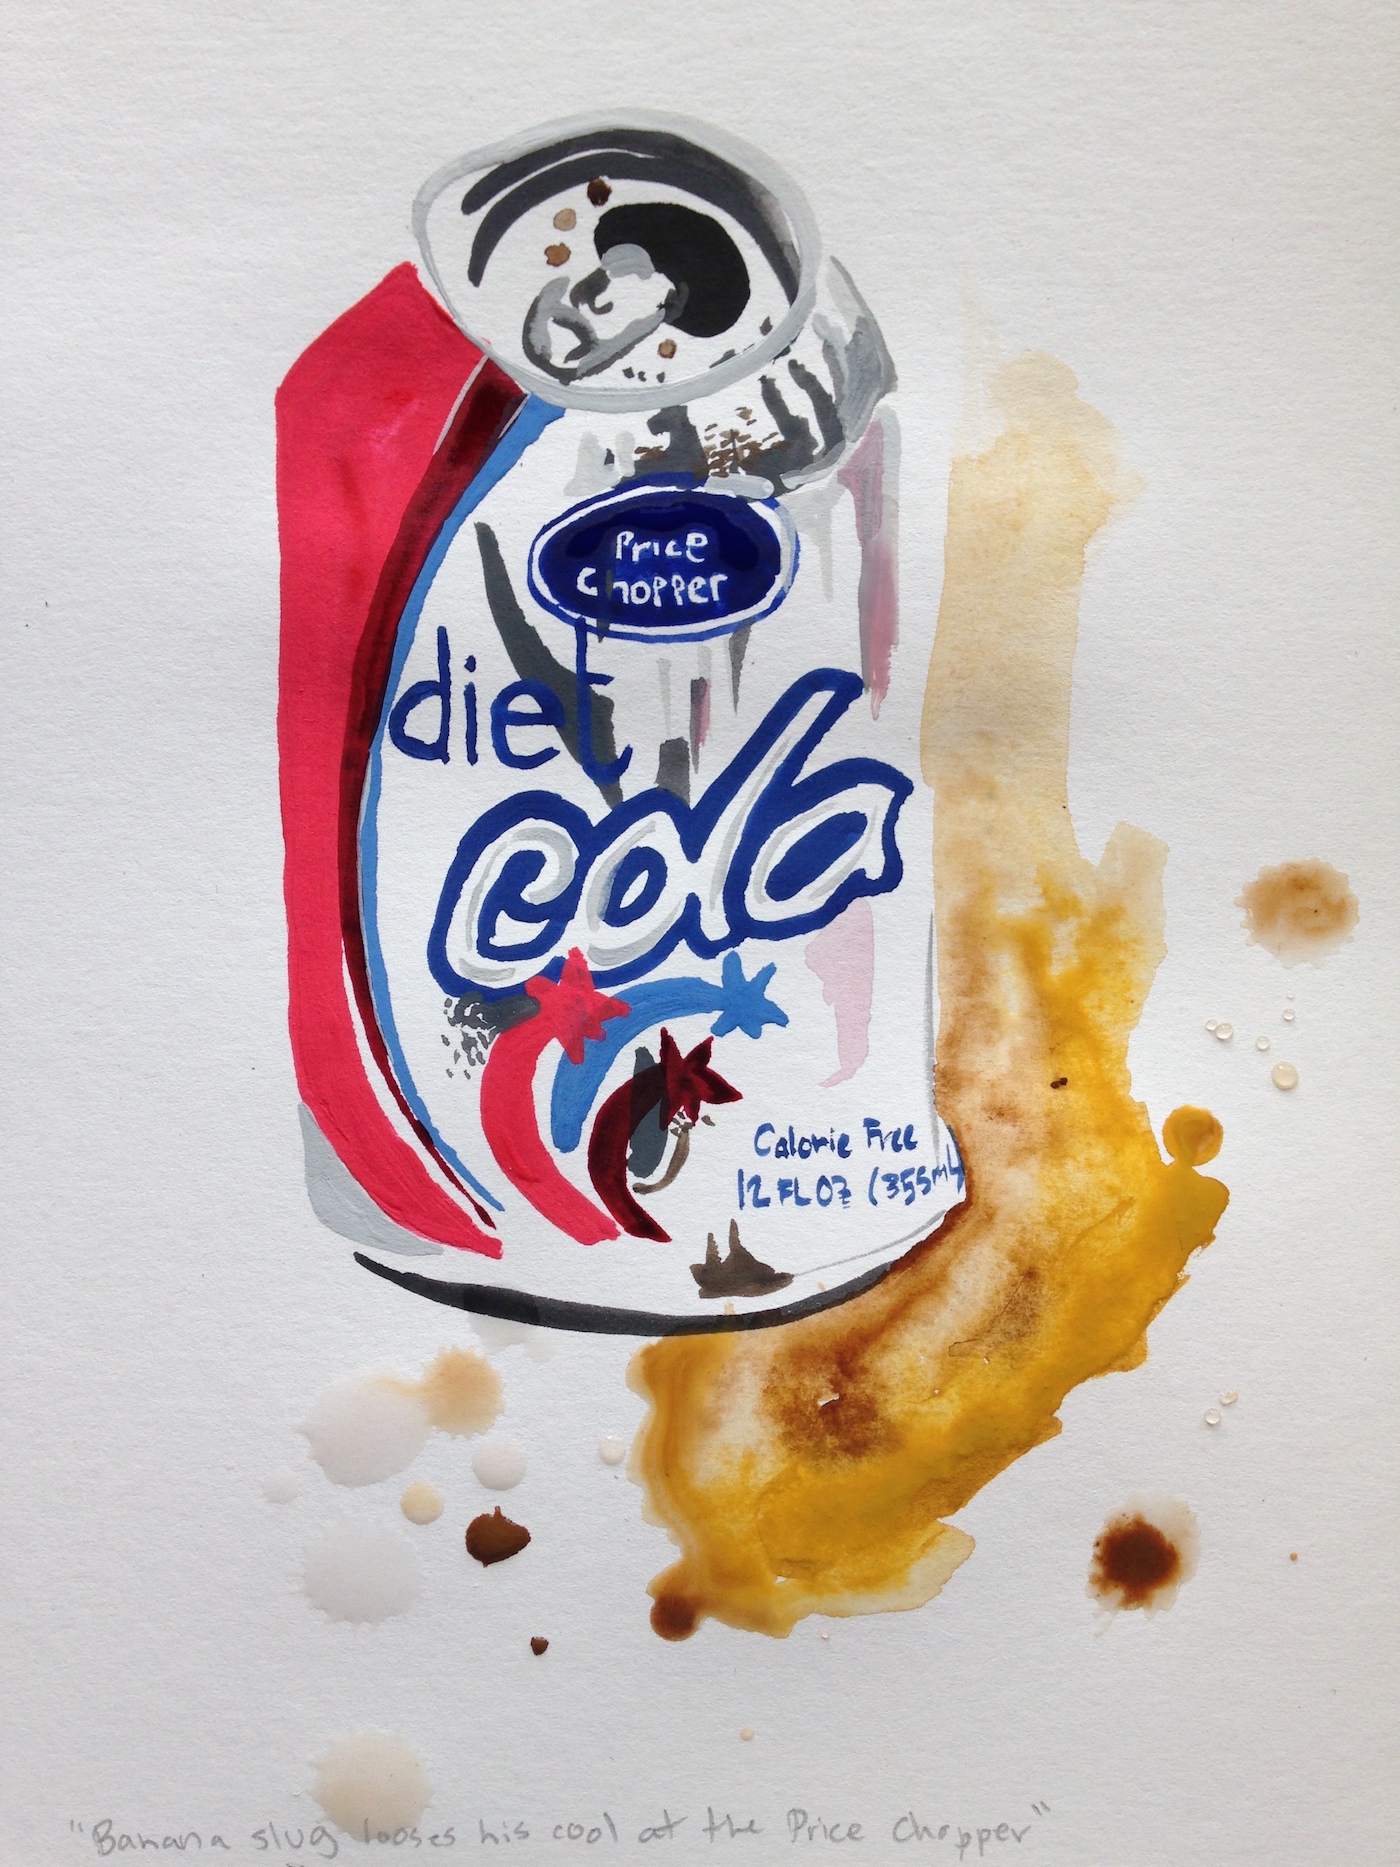 Price
Chopper
diet
cola
Calorie Free
12 FL OZ (355ml)
"Banana slug looses his cool at the Price Chopper"